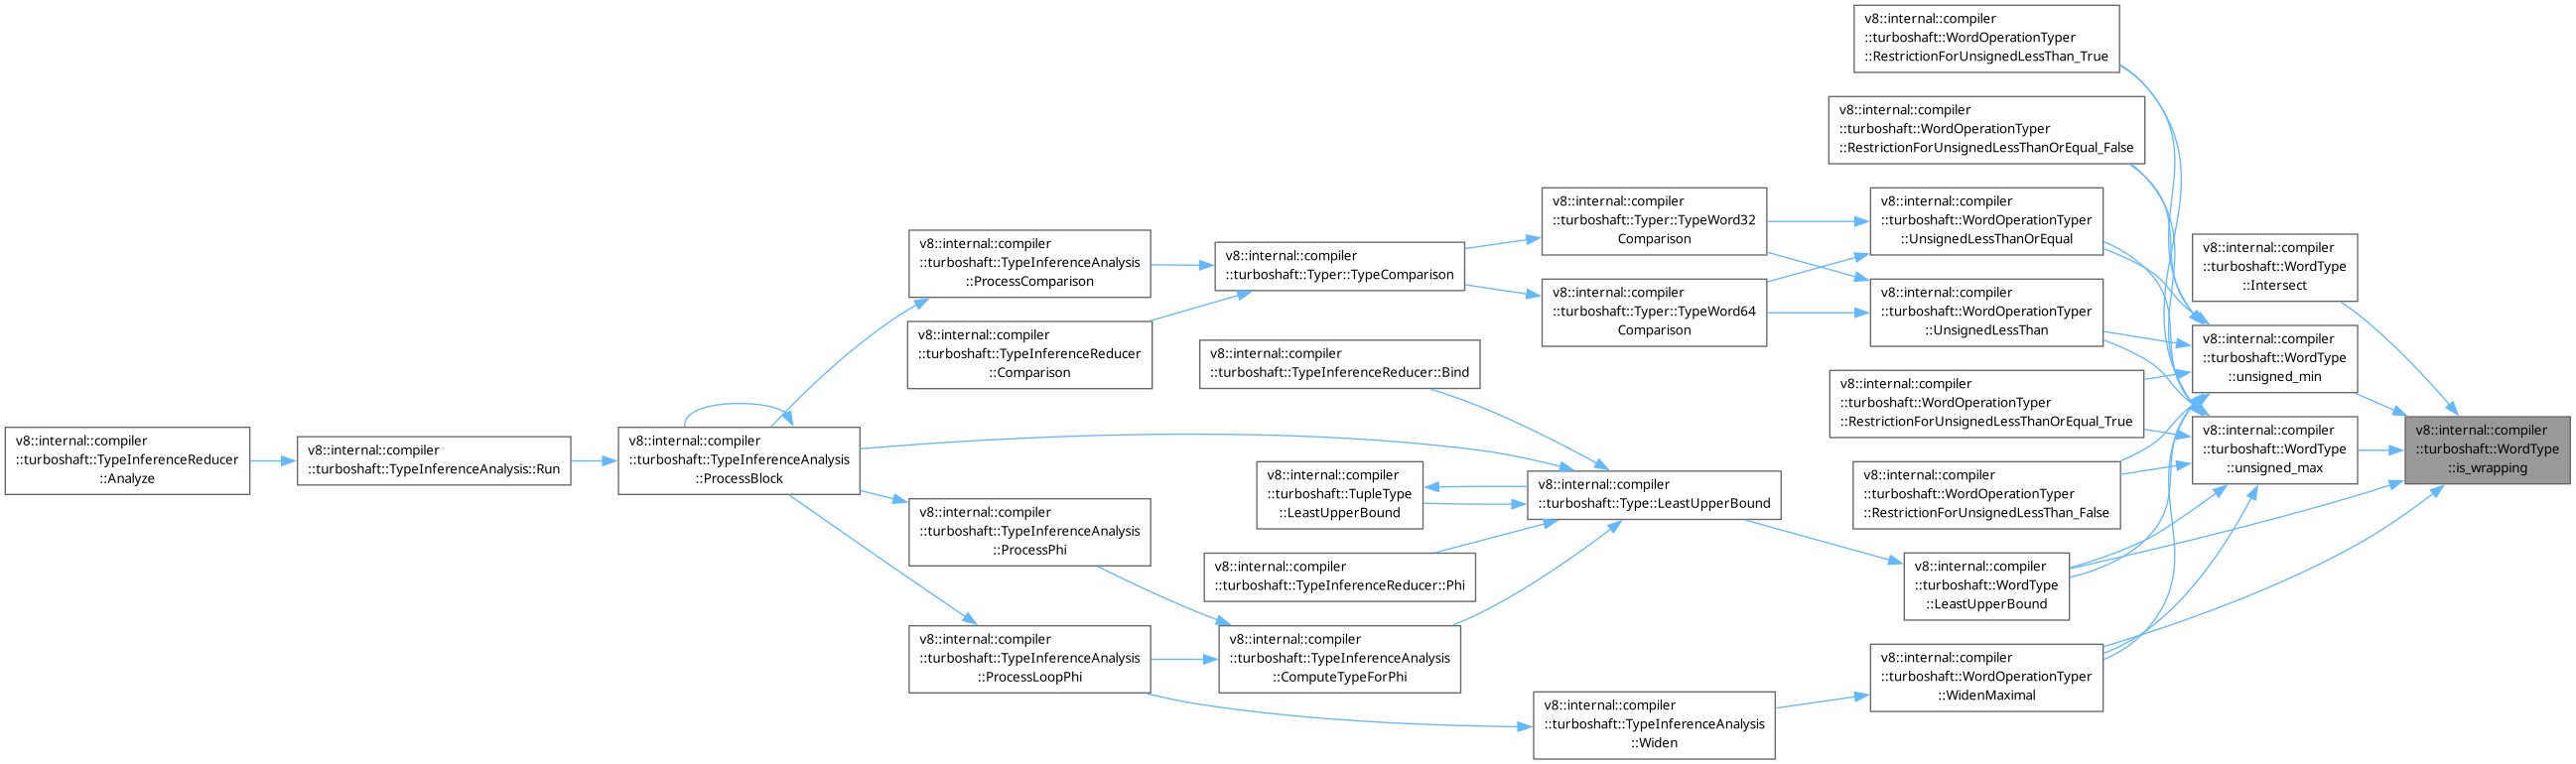 v8::internal::compiler
::turboshaft::WordOperationTyper
::RestrictionForUnsignedLessThan_True
v8::internal::compiler
::turboshaft::WordOperationTyper
::RestrictionForUnsignedLessThanOrEqual_False
v8::internal::compiler
::turboshaft::Typer::TypeWord32
Comparison
v8::internal::compiler
::turboshaft::WordOperationTyper
::UnsignedLessThanOrEqual
v8::internal::compiler
::turboshaft::TypeInferenceAnalysis
::ProcessComparison
v8::internal::compiler
::turboshaft::Typer::TypeComparison
v8::internal::compiler
::turboshaft::WordType
::Intersect
v8::internal::compiler
::turboshaft::Typer::TypeWord64
Comparison
v8::internal::compiler
::turboshaft::WordOperationTyper
::UnsignedLessThan
v8::internal::compiler
::turboshaft::TypeInferenceReducer
::Comparison
v8::internal::compiler
::turboshaft::WordType
::unsigned_min
v8::internal::compiler
::turboshaft::TypeInferenceReducer::Bind
v8::internal::compiler
::turboshaft::WordOperationTyper
::RestrictionForUnsignedLessThanOrEqual_True
v8::internal::compiler
::turboshaft::TypeInferenceReducer
::Analyze
v8::internal::compiler
::turboshaft::TypeInferenceAnalysis::Run
v8::internal::compiler
::turboshaft::TypeInferenceAnalysis
::ProcessBlock
v8::internal::compiler
::turboshaft::WordType
::unsigned_max
v8::internal::compiler
::turboshaft::WordType
::is_wrapping
v8::internal::compiler
::turboshaft::TupleType
::LeastUpperBound
v8::internal::compiler
::turboshaft::Type::LeastUpperBound
v8::internal::compiler
::turboshaft::WordOperationTyper
::RestrictionForUnsignedLessThan_False
v8::internal::compiler
::turboshaft::TypeInferenceAnalysis
::ProcessPhi
v8::internal::compiler
::turboshaft::TypeInferenceReducer::Phi
v8::internal::compiler
::turboshaft::WordType
::LeastUpperBound
v8::internal::compiler
::turboshaft::TypeInferenceAnalysis
::ProcessLoopPhi
v8::internal::compiler
::turboshaft::TypeInferenceAnalysis
::ComputeTypeForPhi
v8::internal::compiler
::turboshaft::WordOperationTyper
::WidenMaximal
v8::internal::compiler
::turboshaft::TypeInferenceAnalysis
::Widen